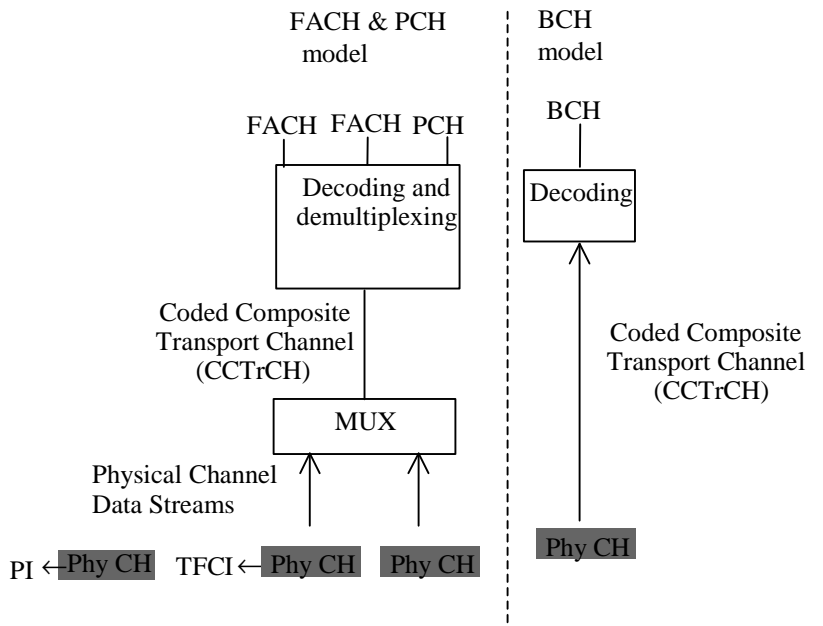 FACH & PCH
model
BCH
model
FACH
FACH
PCH
BCH
Decoding and
demultiplexing
Decoding
Coded Composite
Transport Channel
(CCTrCH)
Coded Composite
Transport Channel
(CCTrCH)
MUX
Physical Channel
Data Streams
PI ← Phy CH
TFCI ← Phy CH
Phy CH
Phy CH